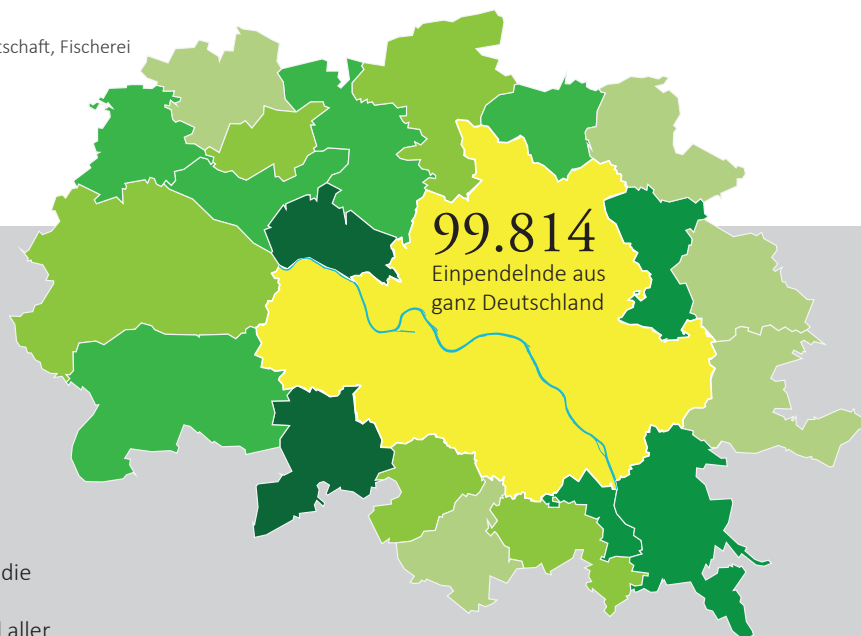 tschaft, Fischerei
99.814
Einpendelnde aus
ganz Deutschland
die
aller